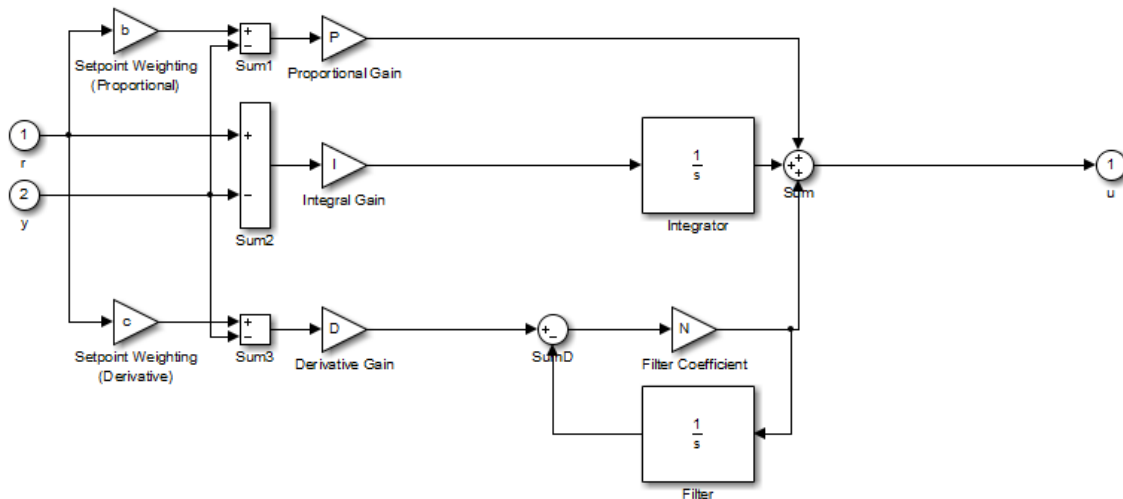 b
Setpoint Weighting
(Proportional)
+
−
Sum1
P
Proportional Gain
1
r
2
y
+
−
Sum2
I
Integral Gain
1
s
Integrator
+
+
+
Sum
1
u
c
Setpoint Weighting
(Derivative)
+
−
Sum3
D
Derivative Gain
+
−
SumD
N
Filter Coefficient
1
s
Filter